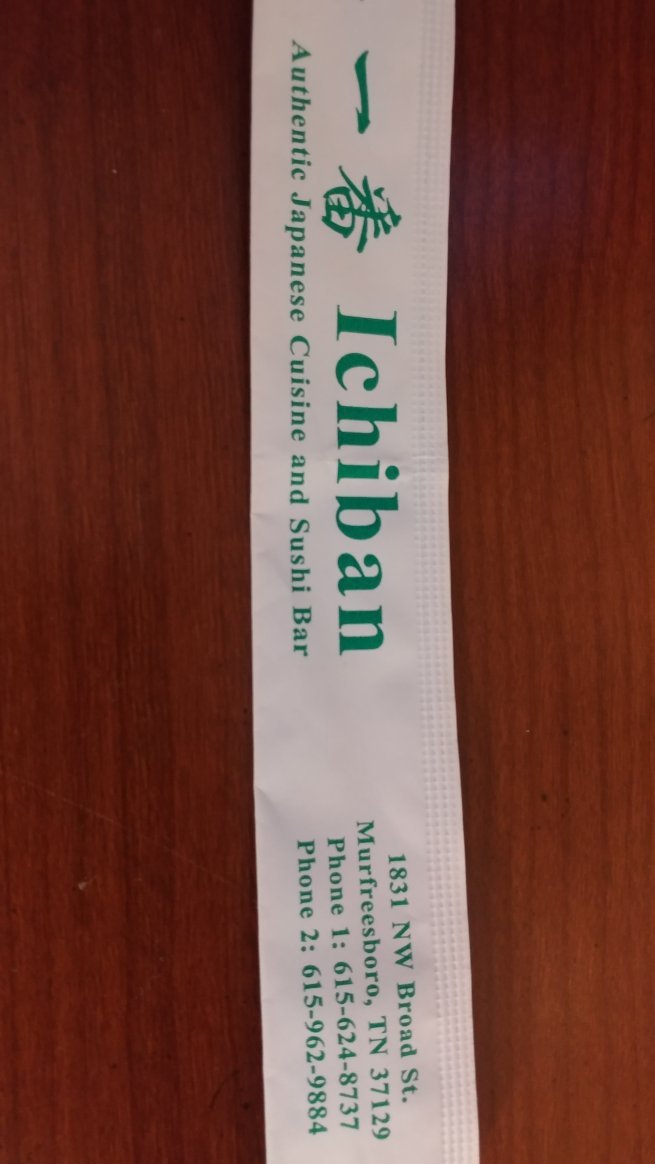 一番 Ichiban
Authentic Japanese Cuisine and Sushi Bar
1831 NW Broad St.
Murfreesboro, TN 37129
Phone 1: 615-624-8737
Phone 2: 615-962-9884